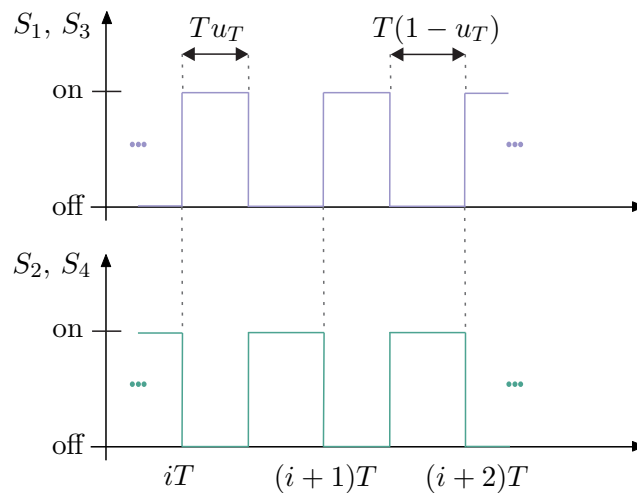 S₁, S₃
Tu_T
T(1 − u_T)
on
...
...
off
S₂, S₄
on
...
...
off
iT
(i + 1)T
(i + 2)T